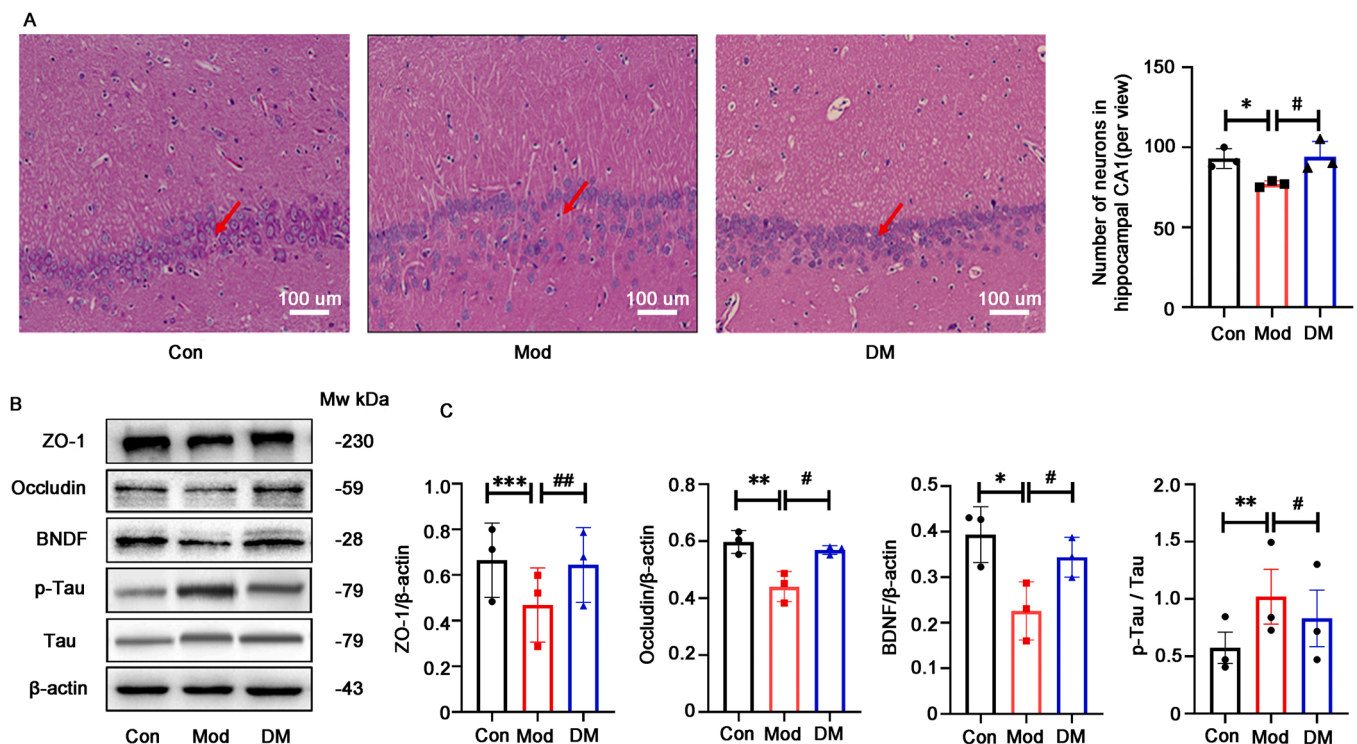 A
100 um
100 um
100 um
Con
Mod
DM
Number of neurons in
hippocampal CA1(per view)
150
100
50
0
*
#
Con
Mod
DM
B
Mw kDa
ZO-1
-230
Occludin
-59
BNDF
-28
p-Tau
-79
Tau
-79
β-actin
-43
Con
Mod
DM
C
ZO-1/β-actin
1.0
0.8
0.6
0.4
0.2
0
***
##
Con
Mod
DM
Occludin/β-actin
0.8
0.6
0.4
0.2
0
**
#
Con
Mod
DM
BDNF/β-actin
0.5
0.4
0.3
0.2
0.1
0
*
#
Con
Mod
DM
p-Tau / Tau
2.0
1.5
1.0
0.5
0
**
#
Con
Mod
DM